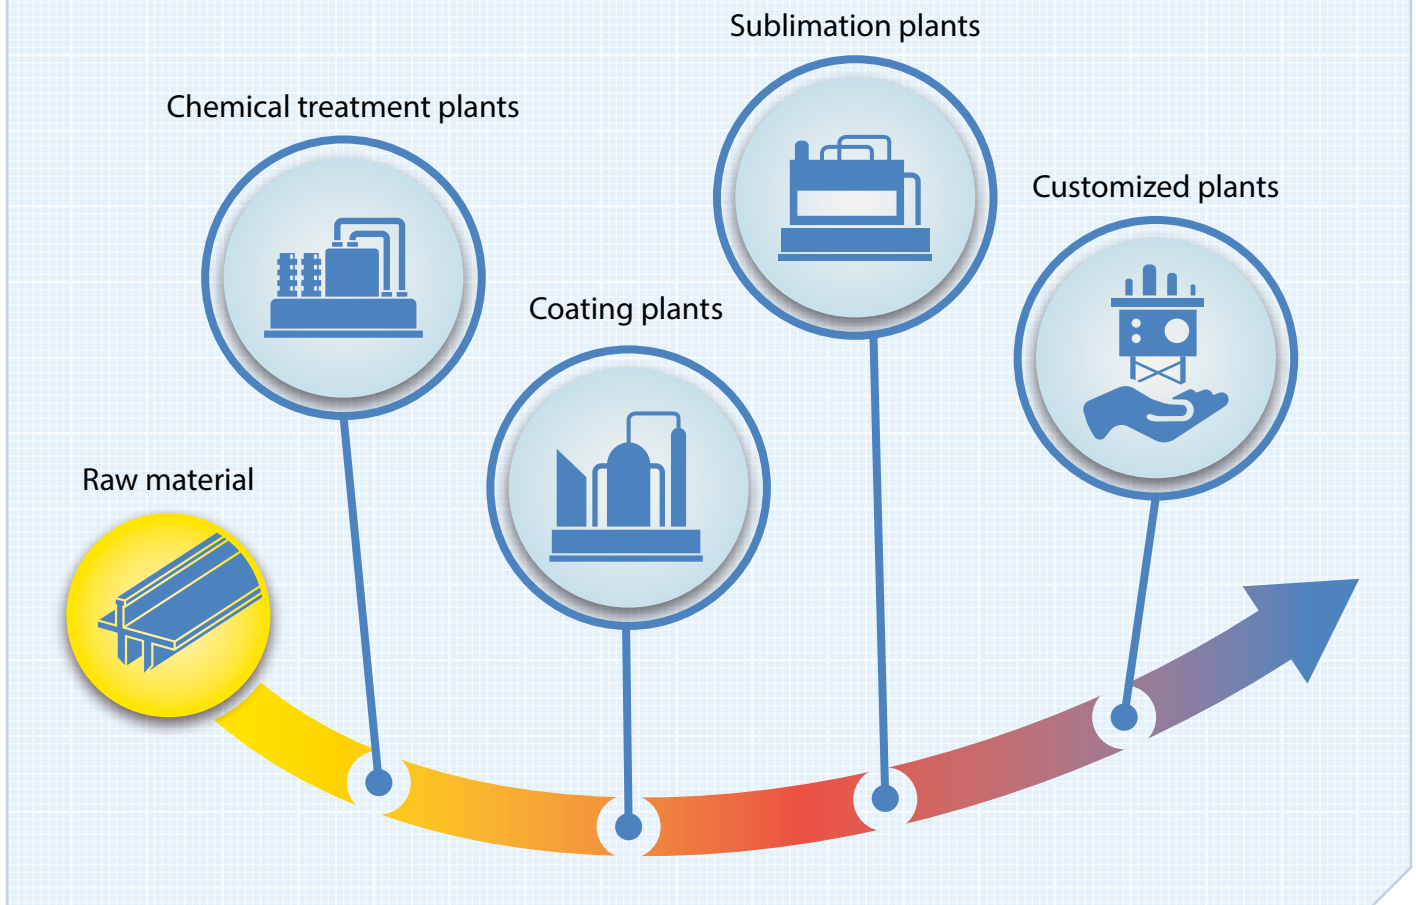 Sublimation plants
Chemical treatment plants
Customized plants
Coating plants
Raw material